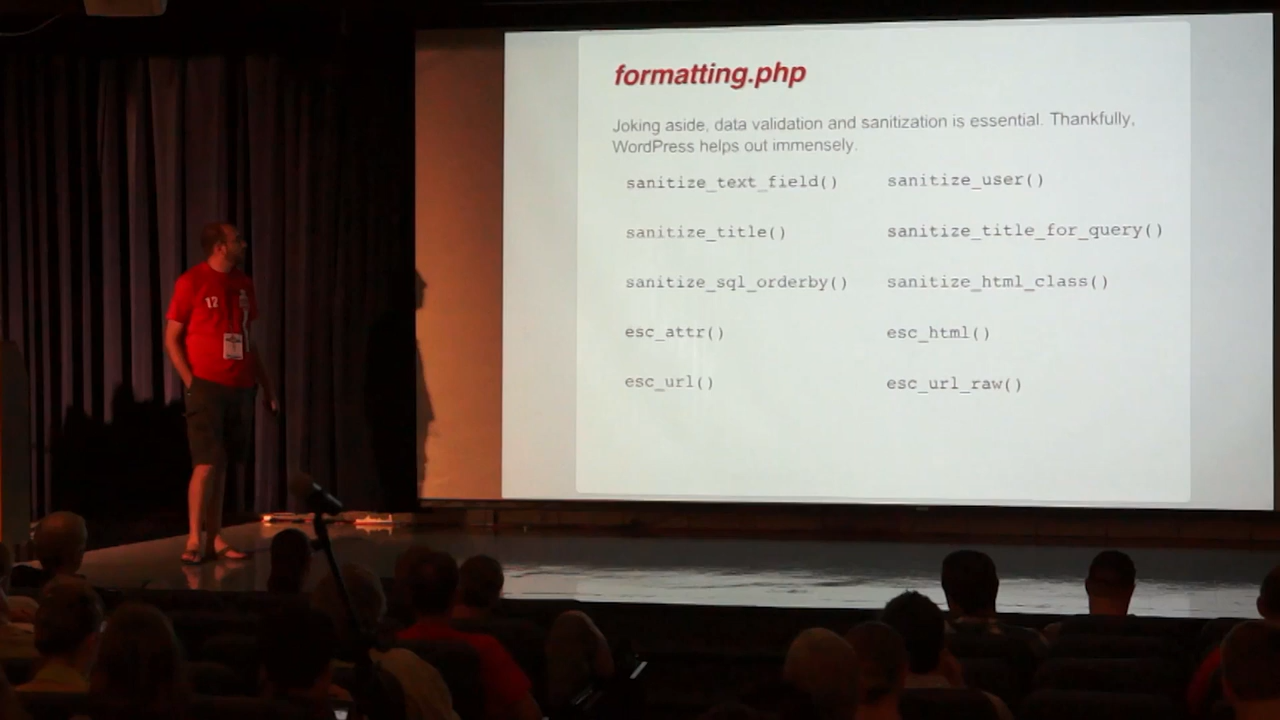 formatting.php
Joking aside, data validation and sanitization is essential. Thankfully,
WordPress helps out immensely.
sanitize_text_field() sanitize_user()
sanitize_title() sanitize_title_for_query()
sanitize_sql_orderby() sanitize_html_class()
esc_attr() esc_html()
esc_url() esc_url_raw()
12